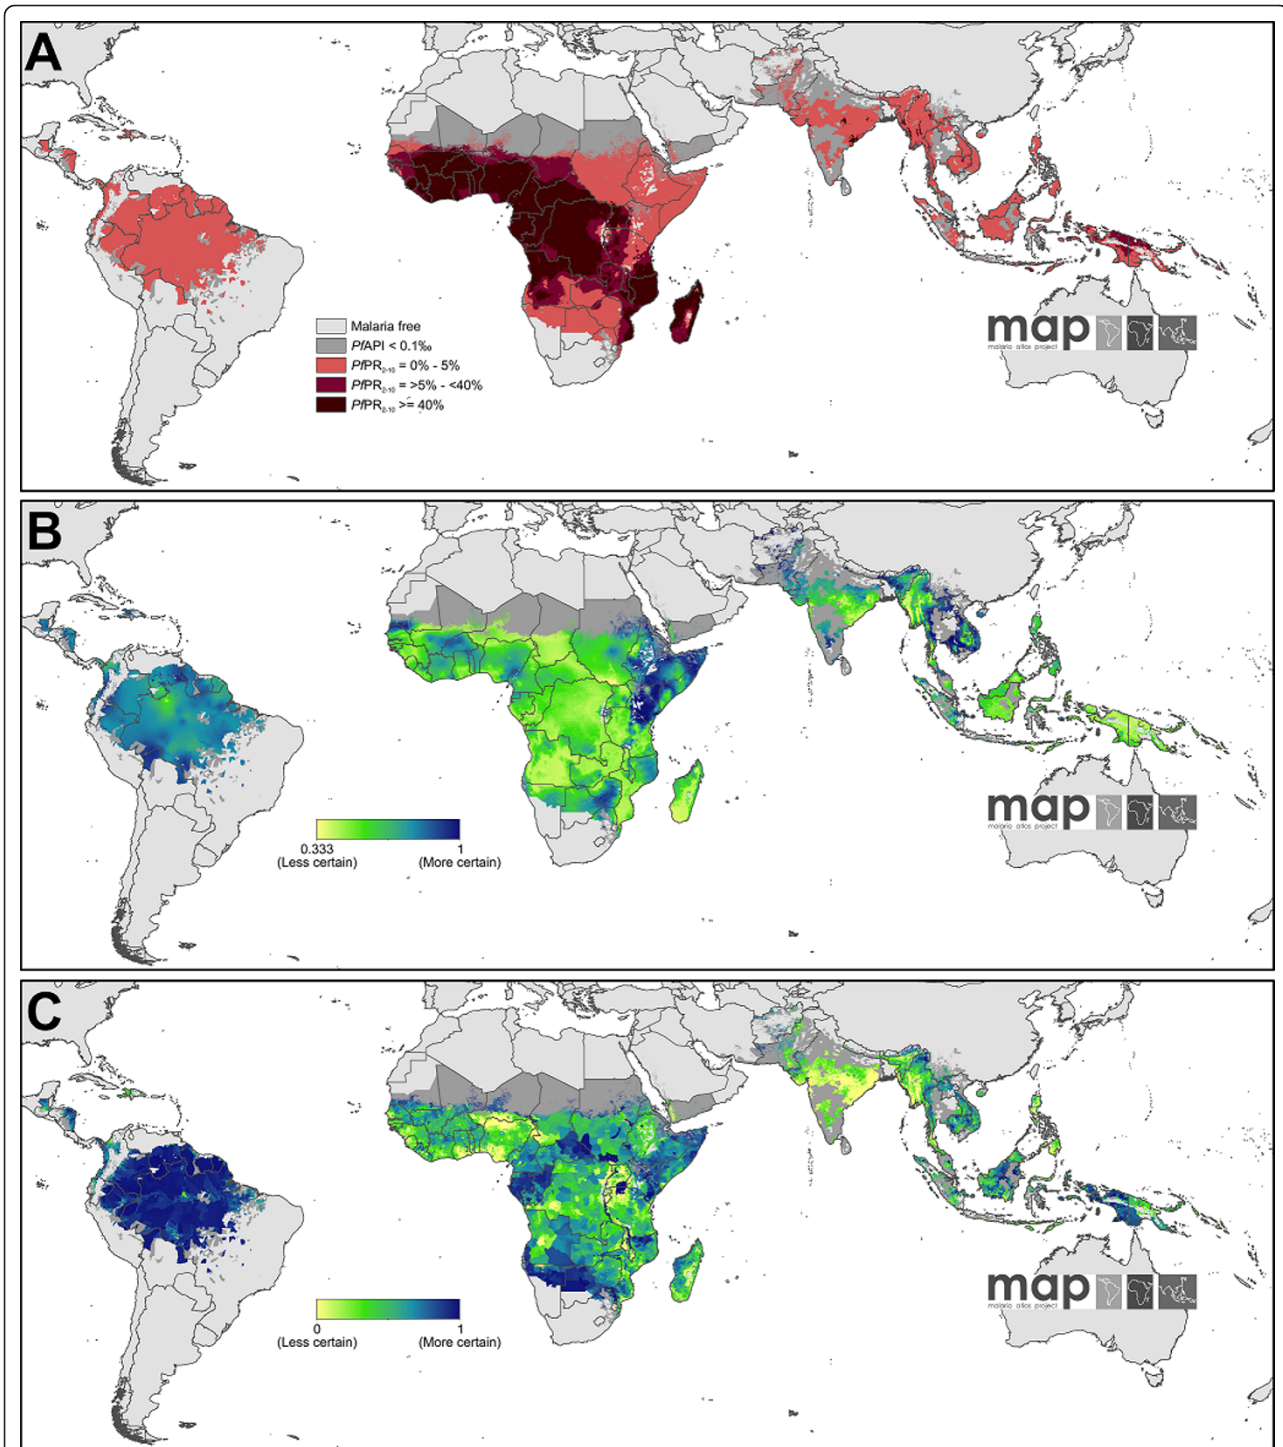 A
Malaria free
PfAPI < 0.1‰
PfPR2-10 = 0% - 5%
PfPR2-10 = >5% - <40%
PfPR2-10 >= 40%
map
malaria atlas project
B
0.333
1
(Less certain)
(More certain)
map
malaria atlas project
C
0
1
(Less certain)
(More certain)
map
malaria atlas project